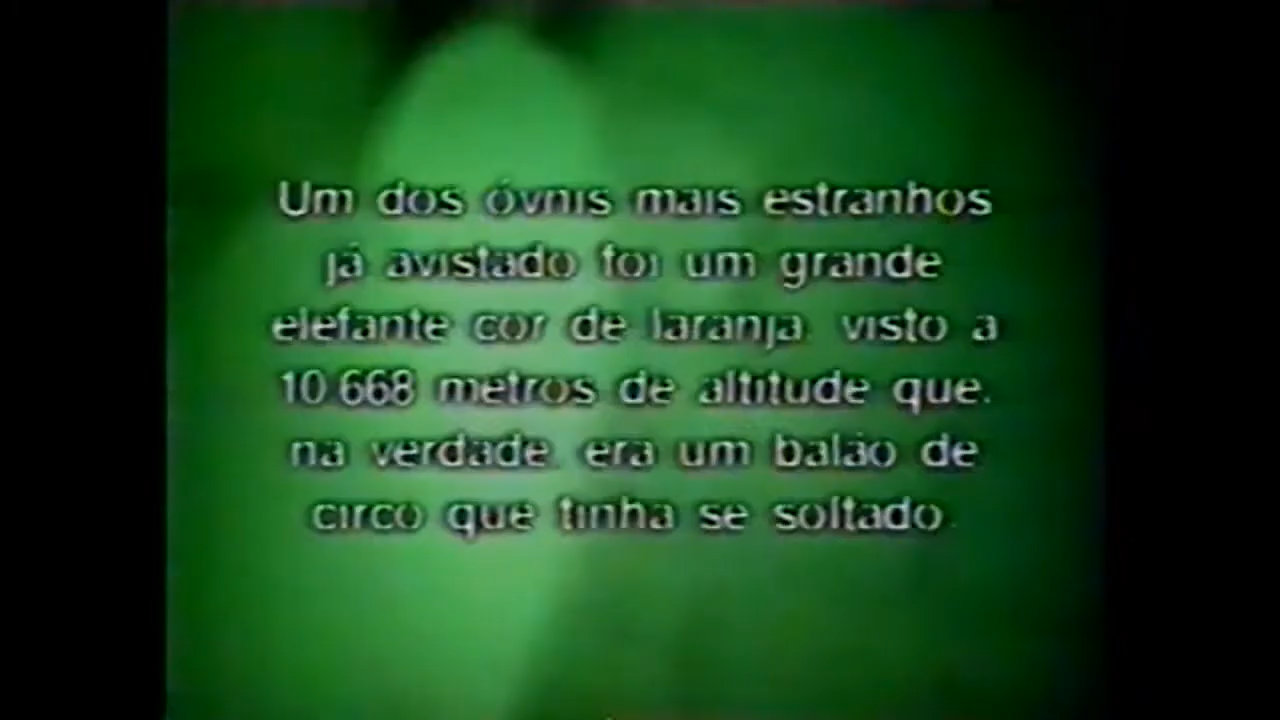 Um dos óvnis mais estranhos
já avistado foi um grande
elefante cor de laranja, visto a
10.668 metros de altitude que,
na verdade, era um balão de
circo que tinha se soltado.